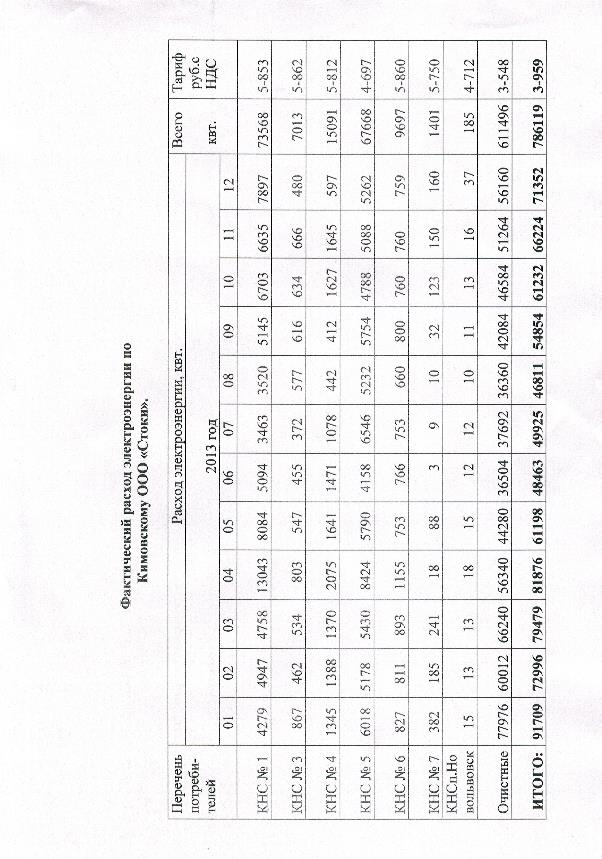 Фактический расход электроэнергии по
Кимовскому ООО «Стоки».
Перечень потреби-телей | Расход электроэнергии, квт. | Всего квт. | Тариф руб.с НДС
2013 год
01 02 03 04 05 06 07 08 09 10 11 12
КНС № 1 4279 4947 4758 13043 8084 5094 3463 3520 5145 6703 6635 7897 73568 5-853
КНС № 3 867 462 534 803 547 455 372 577 616 634 666 480 7013 5-862
КНС № 4 1345 1388 1370 2075 1641 1471 1078 442 412 1627 1645 597 15091 5-812
КНС № 5 6018 5178 5430 8424 5790 4158 6546 5232 5754 4788 5088 5262 67668 4-697
КНС № 6 827 811 893 1155 753 766 753 660 800 760 760 759 9697 5-860
КНС № 7 382 185 241 18 88 3 9 10 32 123 150 160 1401 5-750
КНСп.Но
вольвовск 15 13 13 18 15 12 12 10 11 13 16 37 185 4-712
Очистные 77976 60012 66240 56340 44280 36504 37692 36360 42084 46584 51264 56160 611496 3-548
ИТОГО: 91709 72996 79479 81876 61198 48463 49925 46811 54854 61232 66224 71352 786119 3-959